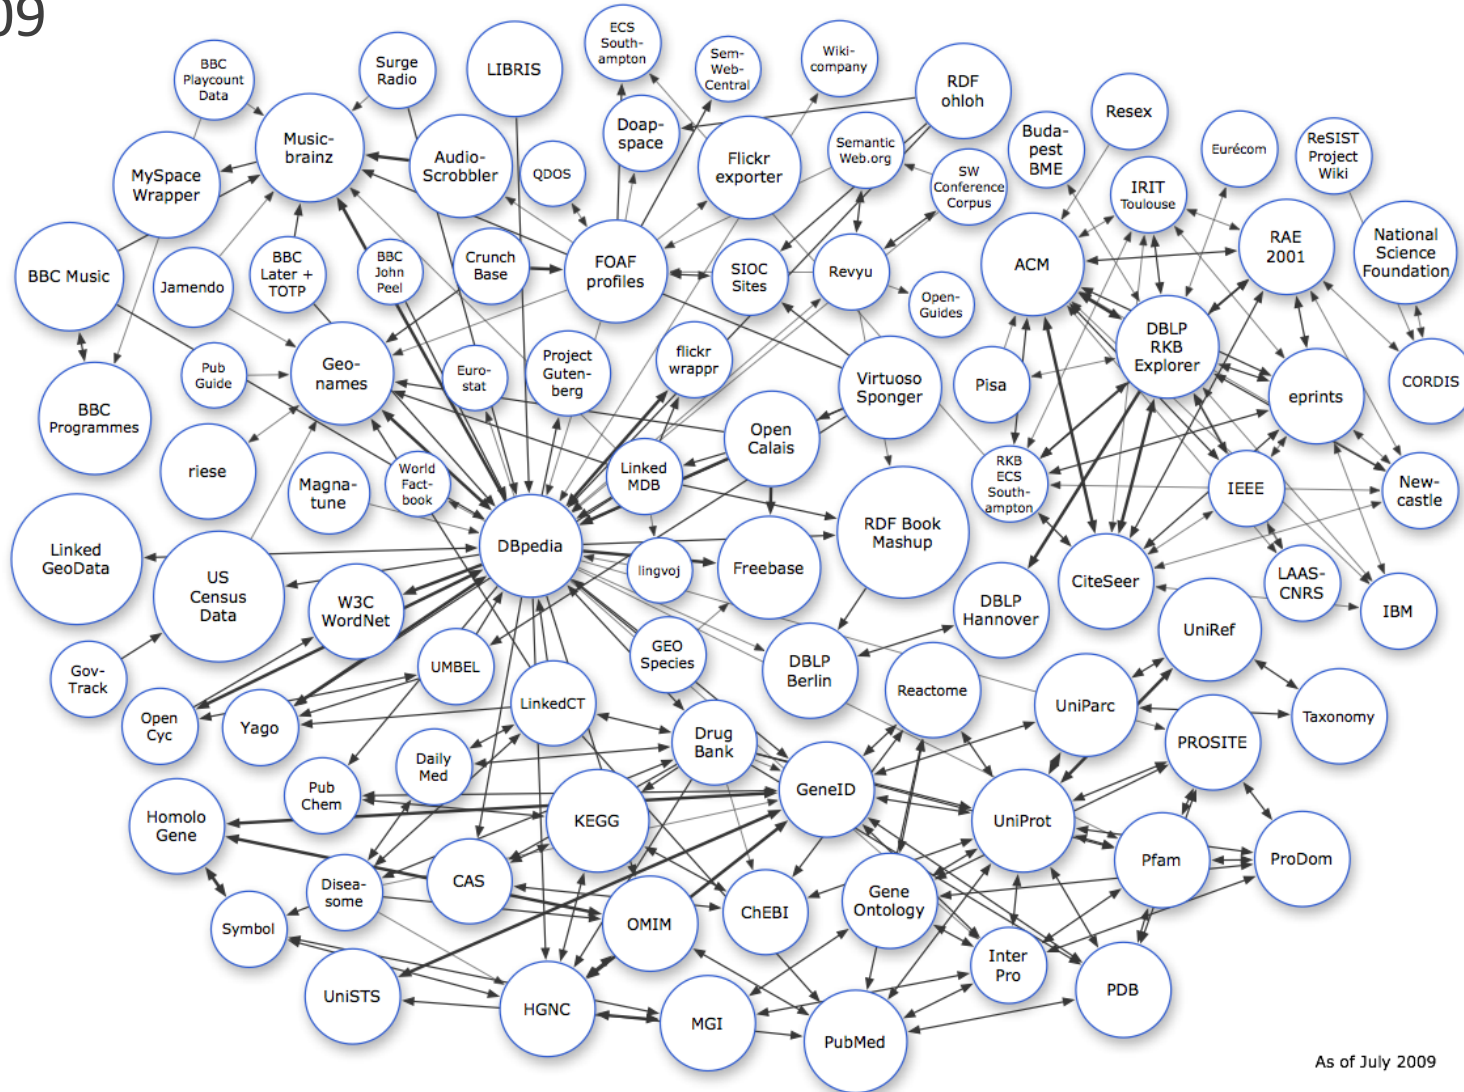 09
BBC
Playcount
Data
Surge
Radio
LIBRIS
ECS
South-
ampton
Sem-
Web-
Central
Wiki-
company
RDF
ohloh
Resex
Buda-
pest
BME
Eurécom
ReSIST
Project
Wiki
Music-
brainz
MySpace
Wrapper
Audio-
Scrobbler
QDOS
Doap-
space
Flickr
exporter
Semantic
Web.org
SW
Conference
Corpus
IRIT
Toulouse
RAE
2001
National
Science
Foundation
BBC Music
Jamendo
BBC
Later +
TOTP
BBC
John
Peel
Crunch
Base
FOAF
profiles
SIOC
Sites
Revyu
Open-
Guides
ACM
DBLP
RKB
Explorer
Pub
Guide
Geo-
names
Euro-
stat
Project
Guten-
berg
flickr
wrappr
Virtuoso
Sponger
Pisa
eprints
CORDIS
BBC
Programmes
riese
Magna-
tune
World
Fact-
book
Linked
MDB
Open
Calais
RKB
ECS
South-
ampton
IEEE
New-
castle
Linked
GeoData
US
Census
Data
W3C
WordNet
DBpedia
lingvoj
Freebase
RDF Book
Mashup
DBLP
Hannover
CiteSeer
LAAS-
CNRS
IBM
Gov-
Track
Open
Cyc
Yago
UMBEL
LinkedCT
GEO
Species
DBLP
Berlin
Reactome
UniParc
UniRef
Taxonomy
Homolo
Gene
Pub
Chem
Daily
Med
Drug
Bank
KEGG
GeneID
UniProt
PROSITE
Pfam
ProDom
Symbol
Disea-
some
CAS
OMIM
ChEBI
Gene
Ontology
Inter
Pro
PDB
UniSTS
HGNC
MGI
PubMed
As of July 2009